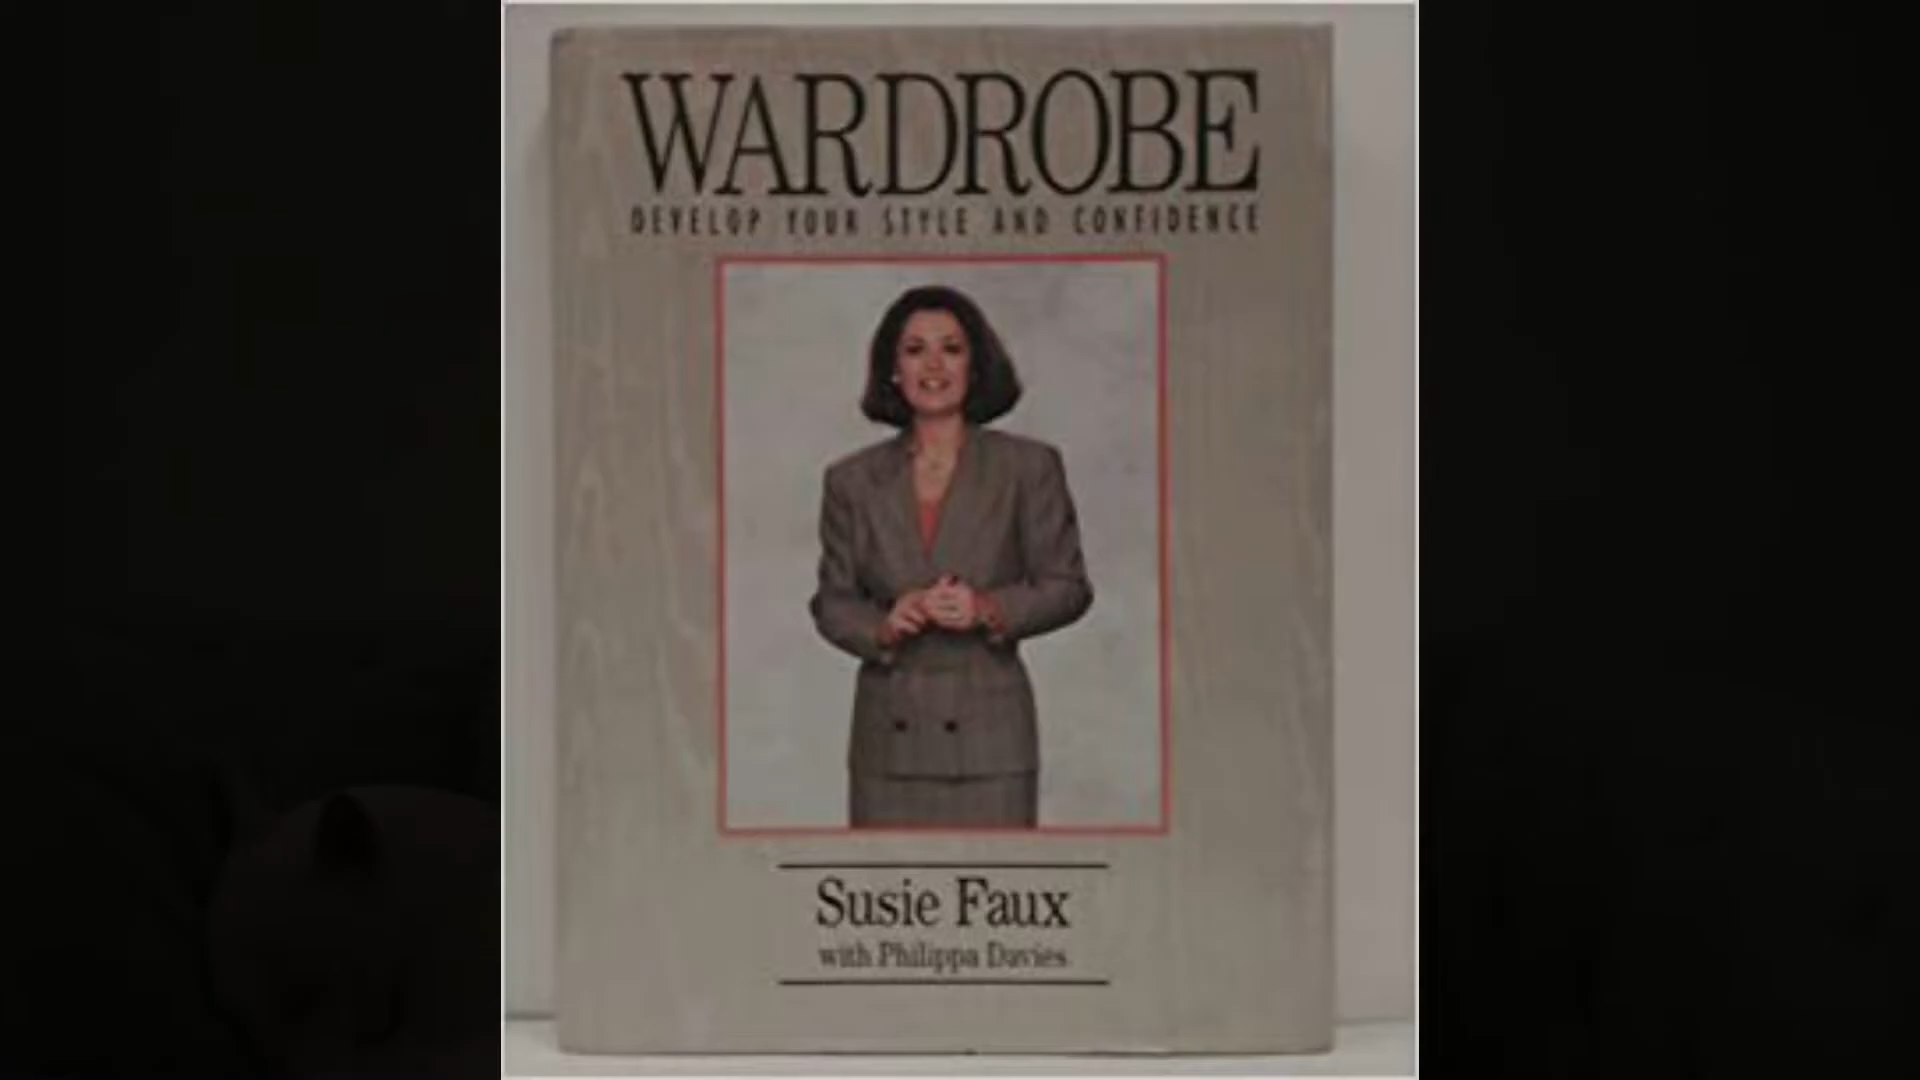 WARDROBE
DEVELOP YOUR STYLE AND CONFIDENCE
Susie Faux
with Philippa Davies